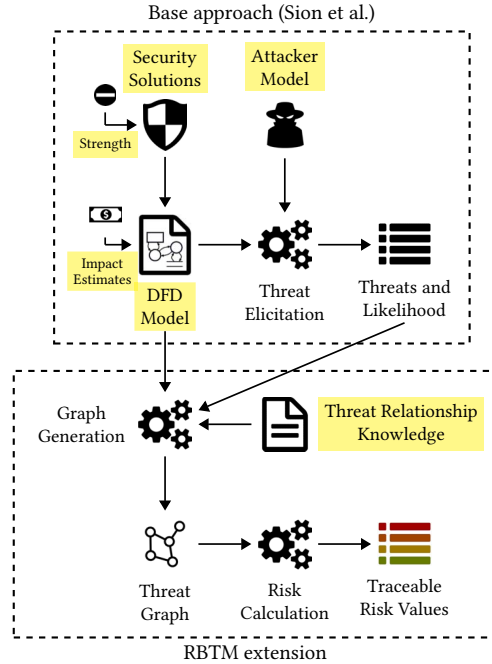 Base approach (Sion et al.)
Security
Solutions
Attacker
Model
Strength
$
Impact
Estimates
DFD
Model
Threat
Elicitation
Threats and
Likelihood
Graph
Generation
Threat Relationship
Knowledge
Threat
Graph
Risk
Calculation
Traceable
Risk Values
RBTM extension